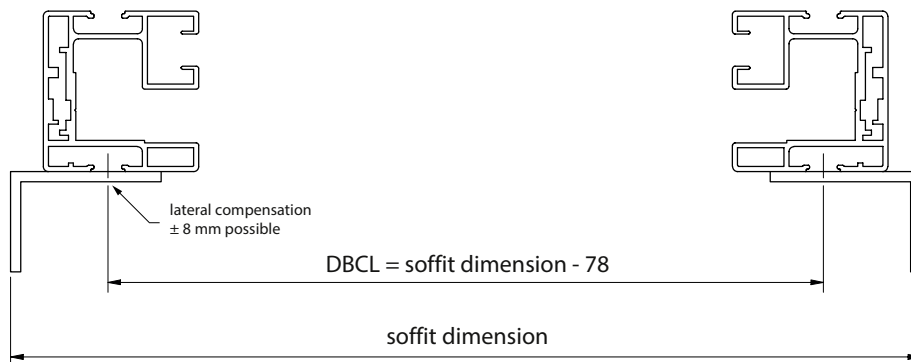 lateral compensation
± 8 mm possible
DBCL = soffit dimension - 78
soffit dimension